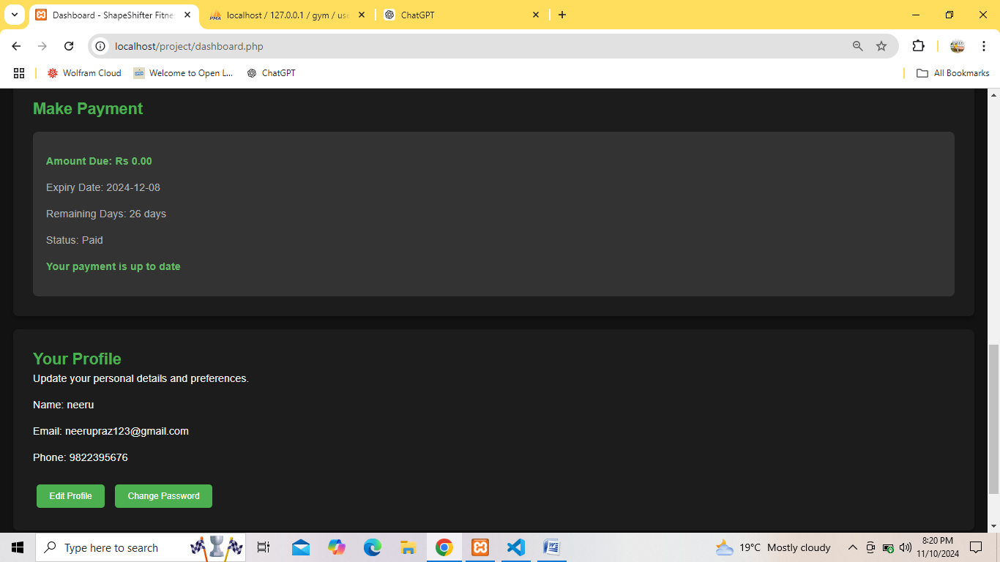 Dashboard - ShapeShifter Fitne
localhost / 127.0.0.1 / gym / use
ChatGPT
localhost/project/dashboard.php
Wolfram Cloud
Welcome to Open L...
ChatGPT
All Bookmarks
Make Payment
Amount Due: Rs 0.00
Expiry Date: 2024-12-08
Remaining Days: 26 days
Status: Paid
Your payment is up to date
Your Profile
Update your personal details and preferences.
Name: neeru
Email: neerupraz123@gmail.com
Phone: 9822395676
Edit Profile
Change Password
Type here to search
19°C Mostly cloudy
8:20 PM
11/10/2024